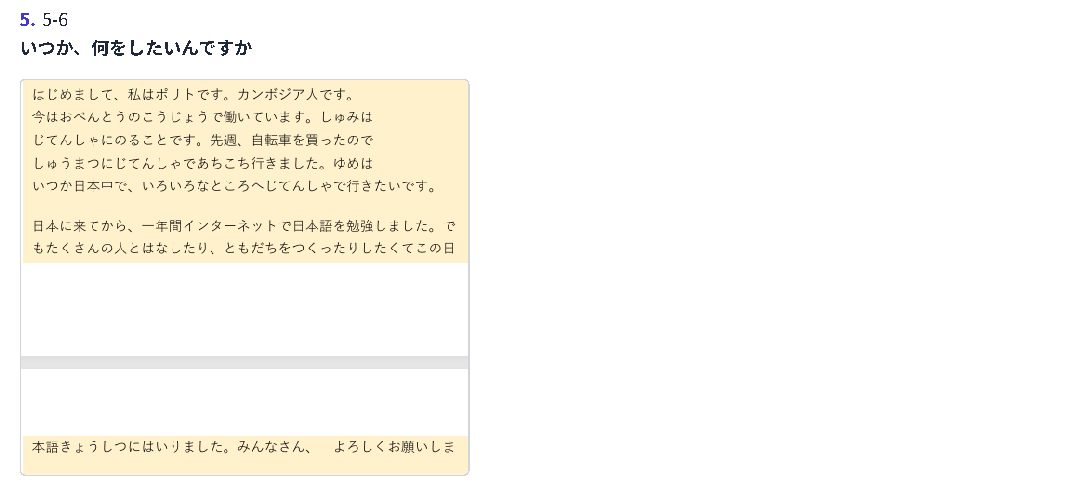 5. 5-6
いつか、何をしたいんですか
はじめまして、私はポリトです。カンボジア人です。
今はおべんとうのこうじょうで働いています。しゅみは
じてんしゃにのることです。先週、自転車を買ったので
しゅうまつにじてんしゃであちこち行きました。ゆめは
いつか日本中で、いろいろなところへじてんしゃで行きたいです。
日本に来てから、一年間インターネットで日本語を勉強しました。で
もたくさんの人とはなしたり、ともだちをつくったりしたくてこの日
本語きょうしつにはいりました。みんなさん、　よろしくお願いしま